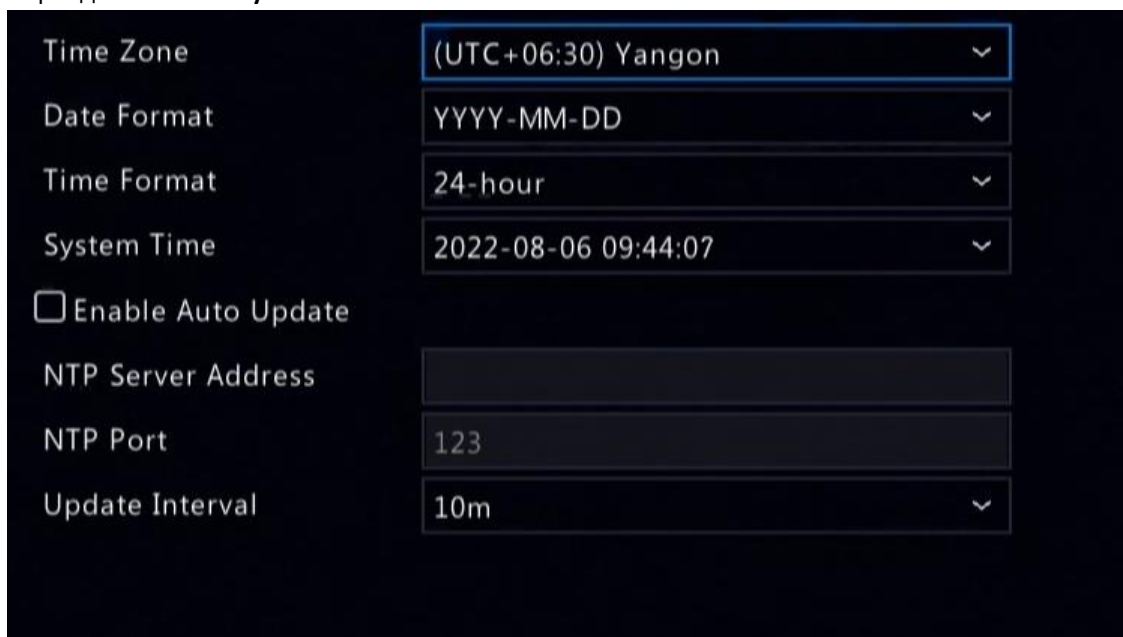 Time Zone (UTC+06:30) Yangon
Date Format YYYY-MM-DD
Time Format 24-hour
System Time 2022-08-06 09:44:07
Enable Auto Update
NTP Server Address
NTP Port 123
Update Interval 10m